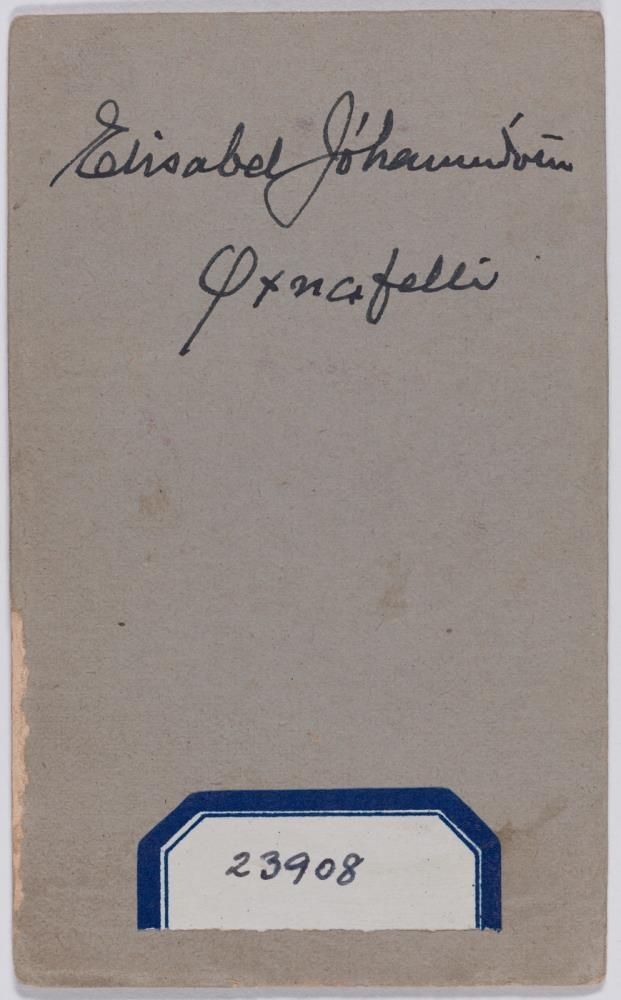 Elisabet Jóhannsdóttir
Öxnafelli
23908